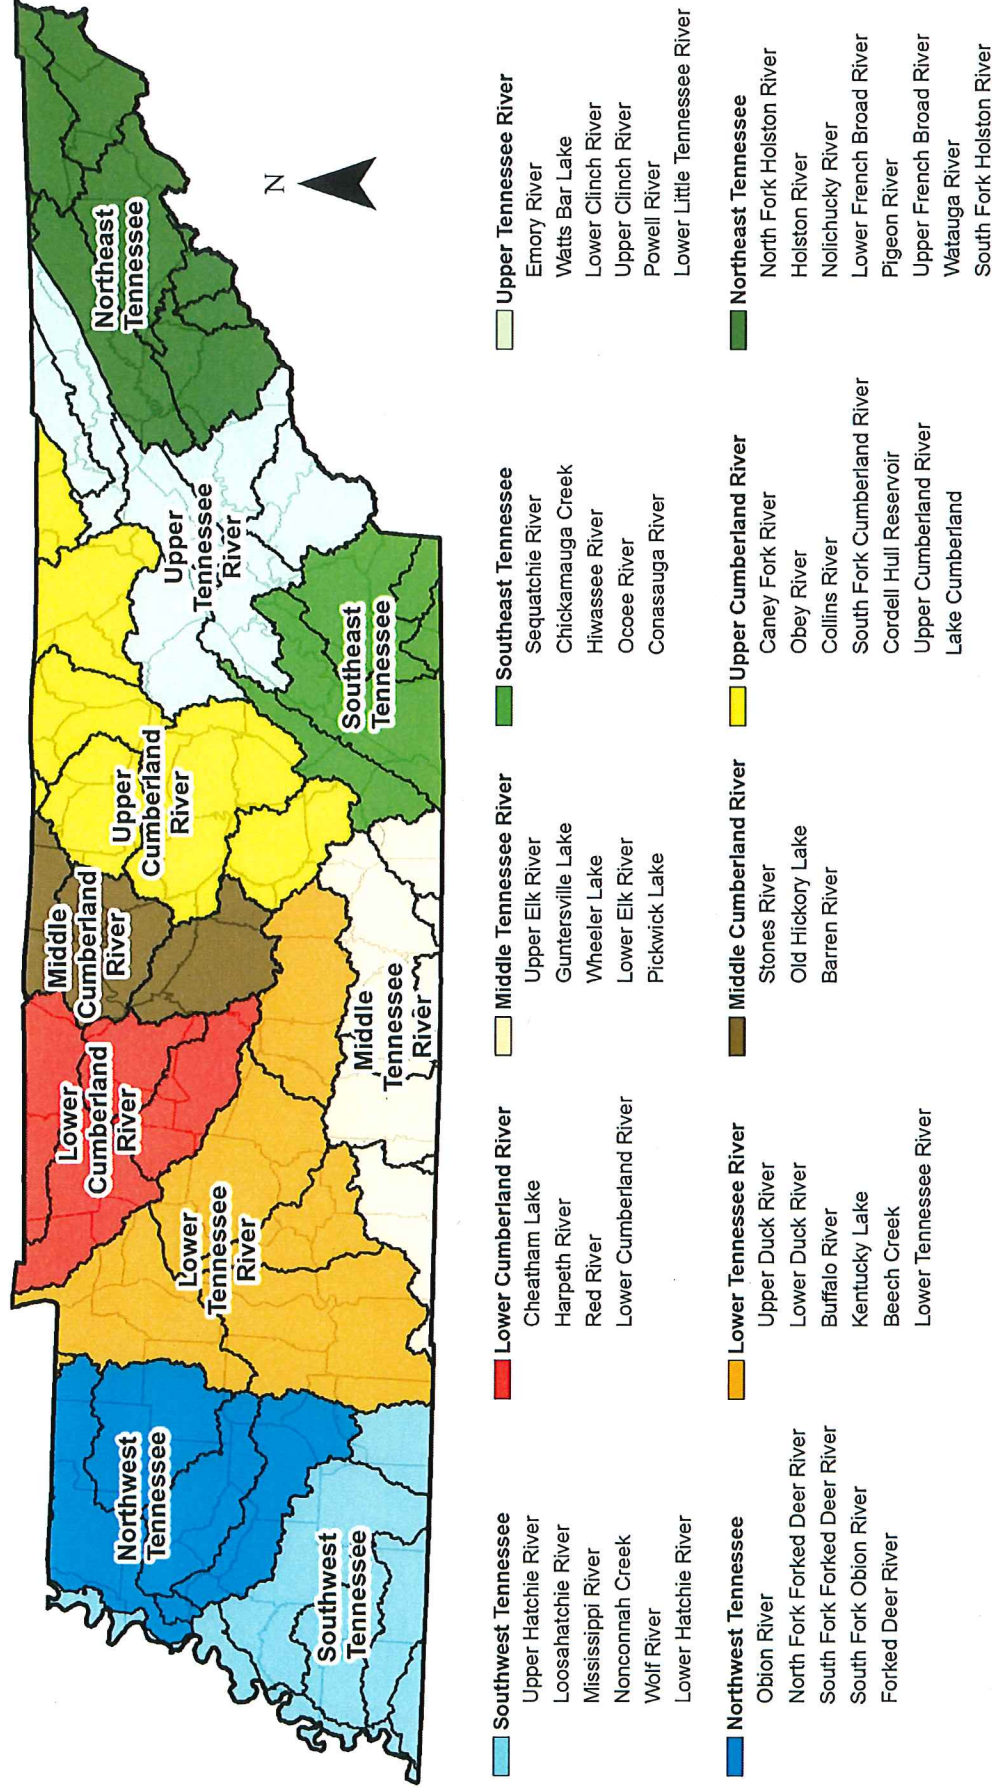 Northwest
Tennessee
Southwest
Tennessee
Lower
Tennessee
River
Lower
Cumberland
River
Middle
Cumberland
River
Middle
Tennessee
River
Upper
Cumberland
River
Southeast
Tennessee
Upper
Tennessee
River
Northeast
Tennessee
N
Southwest Tennessee
Upper Hatchie River
Loosahatchie River
Mississippi River
Nonconnah Creek
Wolf River
Lower Hatchie River
Northwest Tennessee
Obion River
North Fork Forked Deer River
South Fork Forked Deer River
South Fork Obion River
Forked Deer River
Lower Cumberland River
Cheatham Lake
Harpeth River
Red River
Lower Cumberland River
Lower Tennessee River
Upper Duck River
Lower Duck River
Buffalo River
Kentucky Lake
Beech Creek
Lower Tennessee River
Middle Tennessee River
Upper Elk River
Guntersville Lake
Wheeler Lake
Lower Elk River
Pickwick Lake
Middle Cumberland River
Stones River
Old Hickory Lake
Barren River
Southeast Tennessee
Sequatchie River
Chickamauga Creek
Hiwassee River
Ocoee River
Conasauga River
Upper Cumberland River
Caney Fork River
Obey River
Collins River
South Fork Cumberland River
Cordell Hull Reservoir
Upper Cumberland River
Lake Cumberland
Upper Tennessee River
Emory River
Watts Bar Lake
Lower Clinch River
Upper Clinch River
Powell River
Lower Little Tennessee River
Northeast Tennessee
North Fork Holston River
Holston River
Nolichucky River
Lower French Broad River
Pigeon River
Upper French Broad River
Watauga River
South Fork Holston River